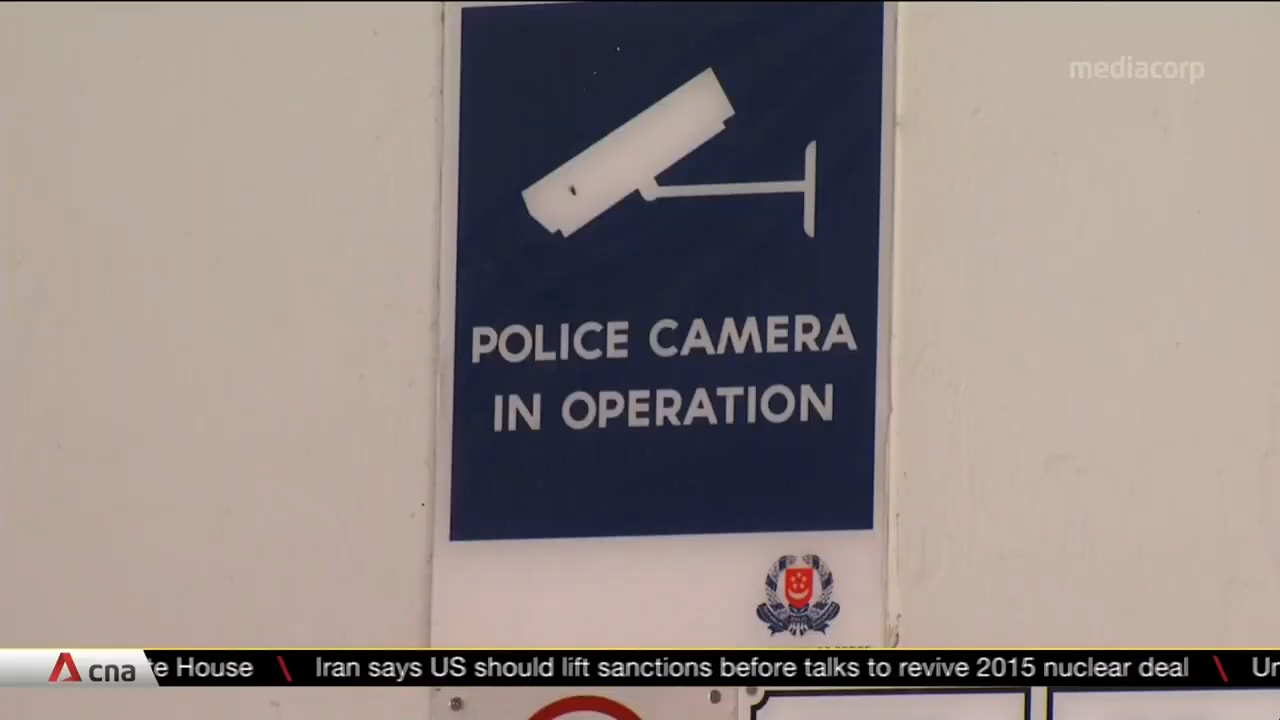 mediacorp
POLICE CAMERA
IN OPERATION
cna
e House \ Iran says US should lift sanctions before talks to revive 2015 nuclear deal \ Ur